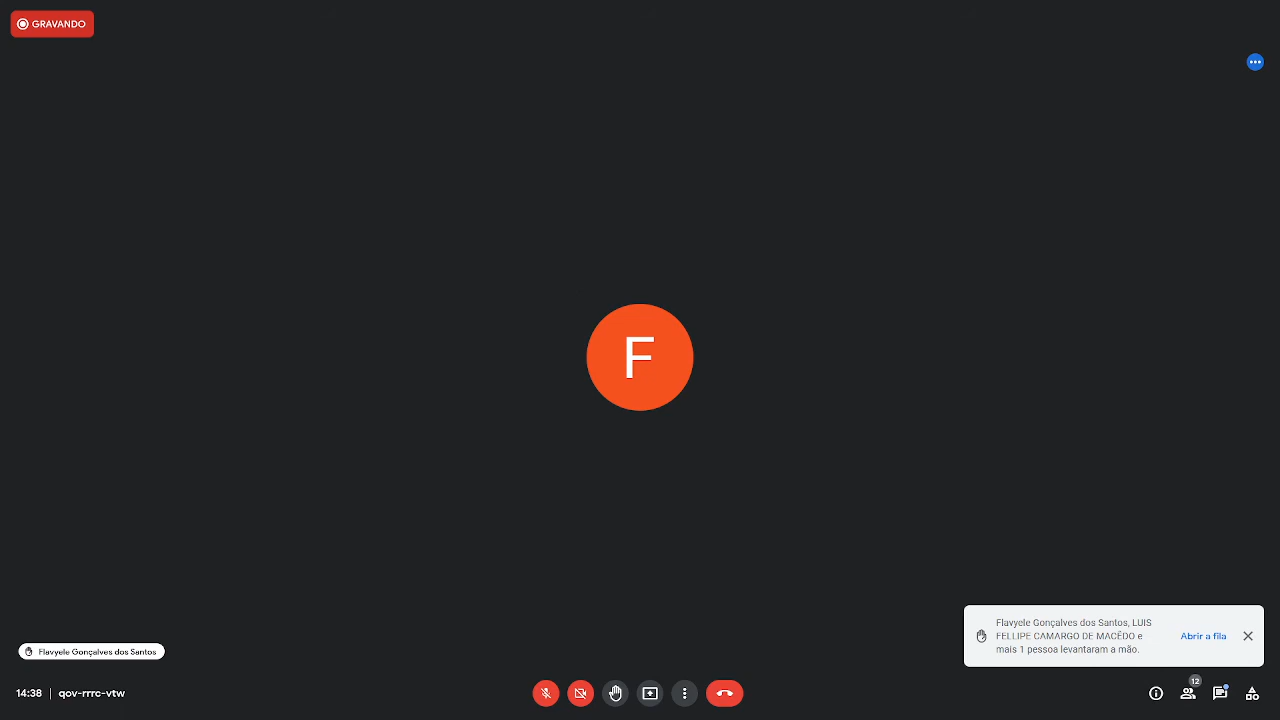 GRAVANDO
F
Flavyele Gonçalves dos Santos, LUIS
FELLIPE CAMARGO DE MACÊDO e
mais 1 pessoa levantaram a mão.
Abrir a fila
Flavyele Gonçalves dos Santos
14:38 | qov-rrrc-vtw
12